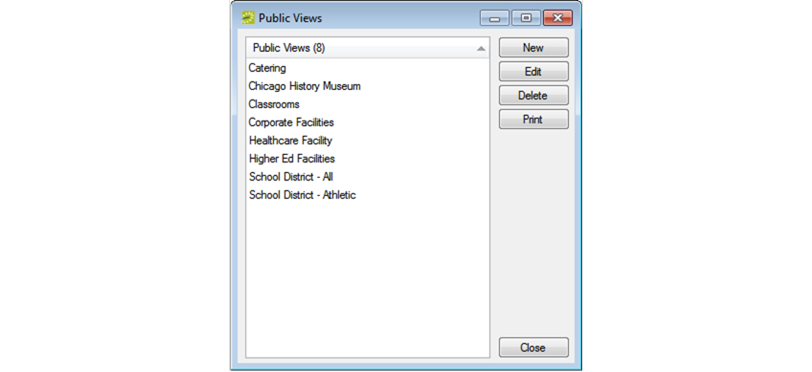 Public Views
Public Views (8)
Catering
Chicago History Museum
Classrooms
Corporate Facilities
Healthcare Facility
Higher Ed Facilities
School District - All
School District - Athletic
New
Edit
Delete
Print
Close